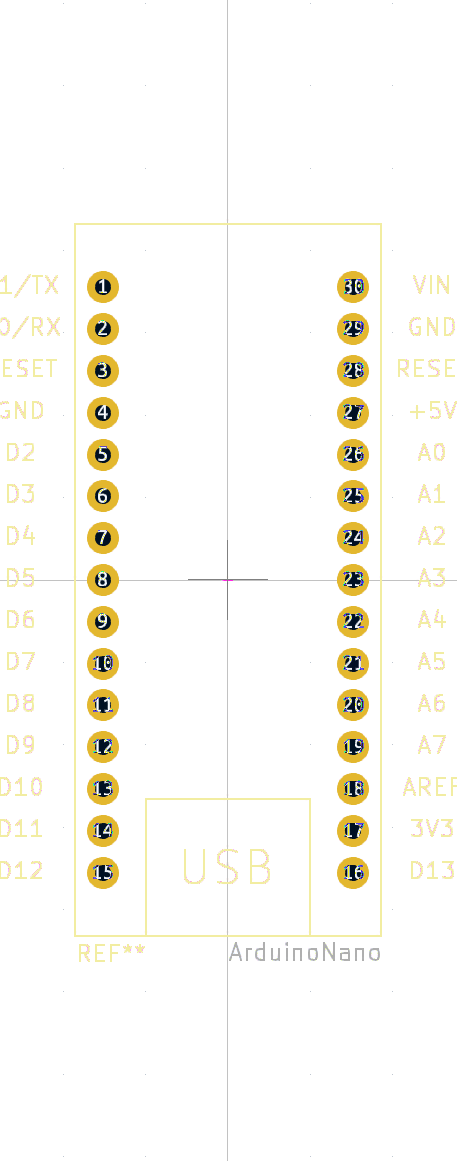 1/TX 1 30 VIN
0/RX 2 29 GND
ESET 3 28 RESE
GND 4 27 +5V
D2 5 26 A0
D3 6 25 A1
D4 7 24 A2
D5 8 23 A3
D6 9 22 A4
D7 10 21 A5
D8 11 20 A6
D9 12 19 A7
D10 13 18 AREF
D11 14 17 3V3
D12 15 16 D13
USB
REF** ArduinoNano